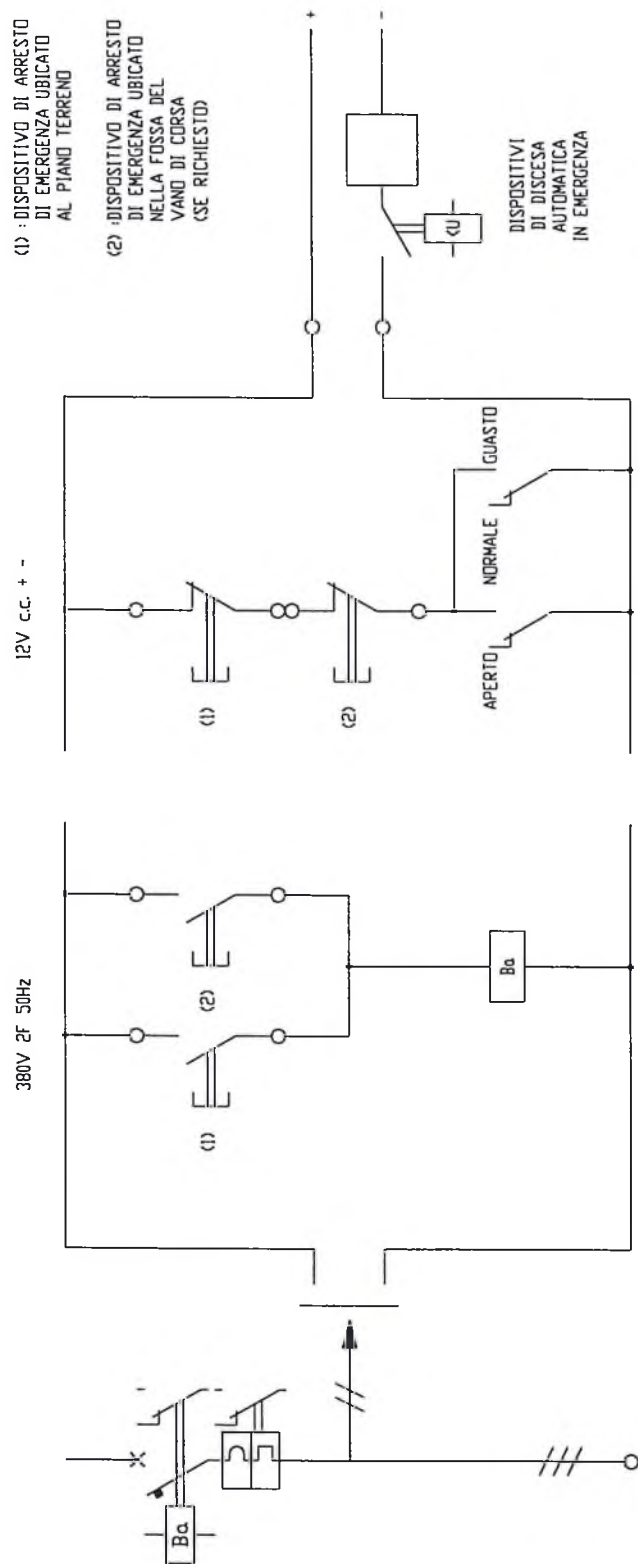 380V 2F 50Hz
12V c.c. + -
(1) : DISPOSITIVO DI ARRESTO
DI EMERGENZA UBICATO
AL PIANO TERRENO
(2) :DISPOSITIVO DI ARRESTO
DI EMERGENZA UBICATO
NELLA FOSSA DEL
VANO DI CORSA
(SE RICHIESTO)
Ba
(1)
(2)
Ba
(1)
(2)
APERTO
NORMALE
GUASTO
+
-
<U
DISPOSITIVI
DI DISCESA
AUTOMATICA
IN EMERGENZA